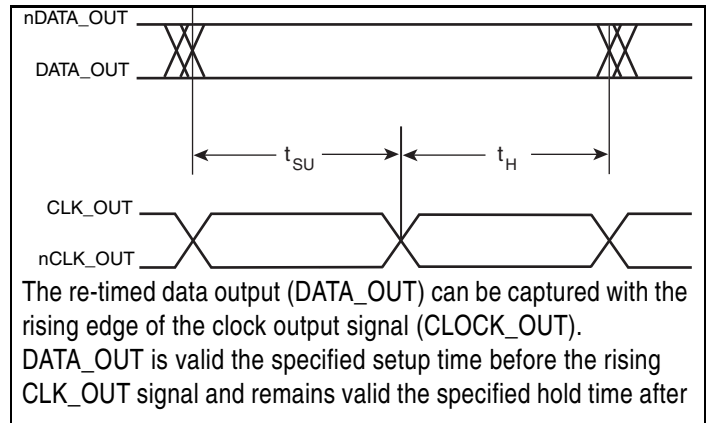 nDATA_OUT
DATA_OUT
tSU
tH
CLK_OUT
nCLK_OUT
The re-timed data output (DATA_OUT) can be captured with the
rising edge of the clock output signal (CLOCK_OUT).
DATA_OUT is valid the specified setup time before the rising
CLK_OUT signal and remains valid the specified hold time after